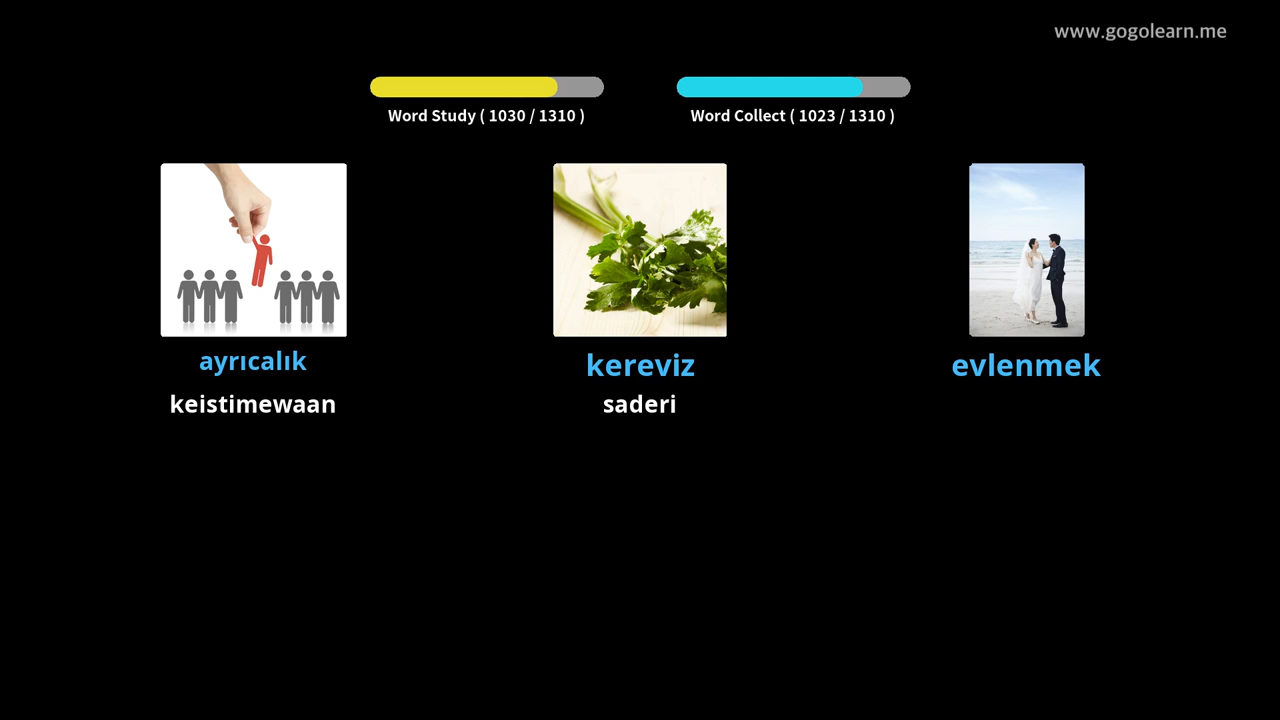 www.gogolearn.me
Word Study ( 1030 / 1310 )
Word Collect ( 1023 / 1310 )
ayrıcalık
kereviz
evlenmek
keistimewaan
saderi